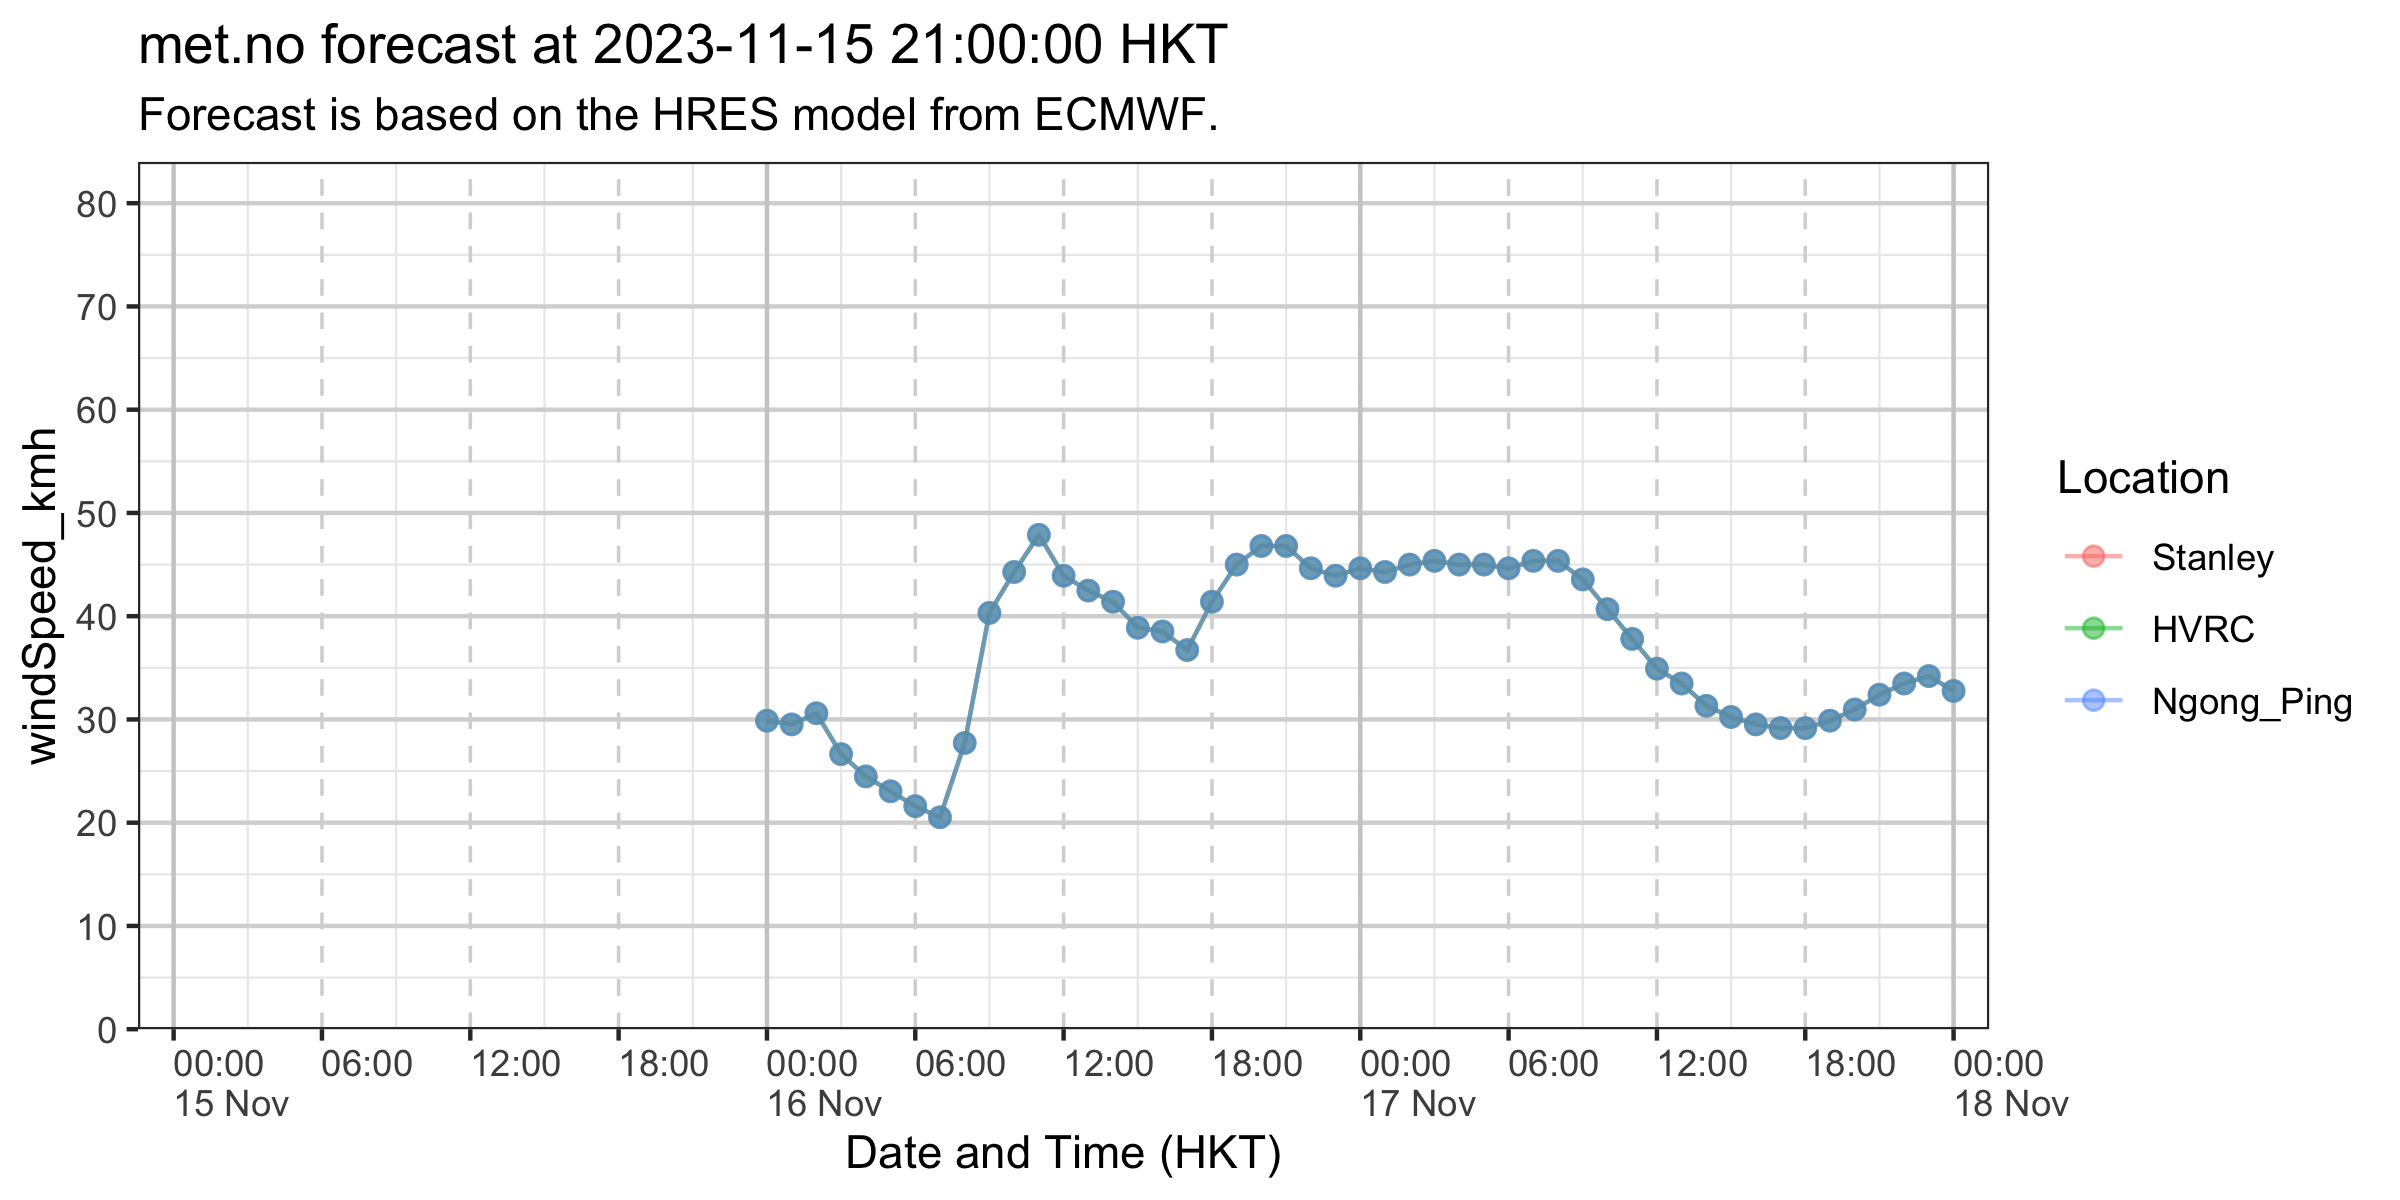 met.no forecast at 2023-11-15 21:00:00 HKT
Forecast is based on the HRES model from ECMWF.
windSpeed_kmh
80
70
60
50
40
30
20
10
0
00:00 06:00 12:00 18:00 00:00 06:00 12:00 18:00 00:00 06:00 12:00 18:00 00:00
15 Nov 16 Nov 17 Nov 18 Nov
Date and Time (HKT)
Location
Stanley
HVRC
Ngong_Ping